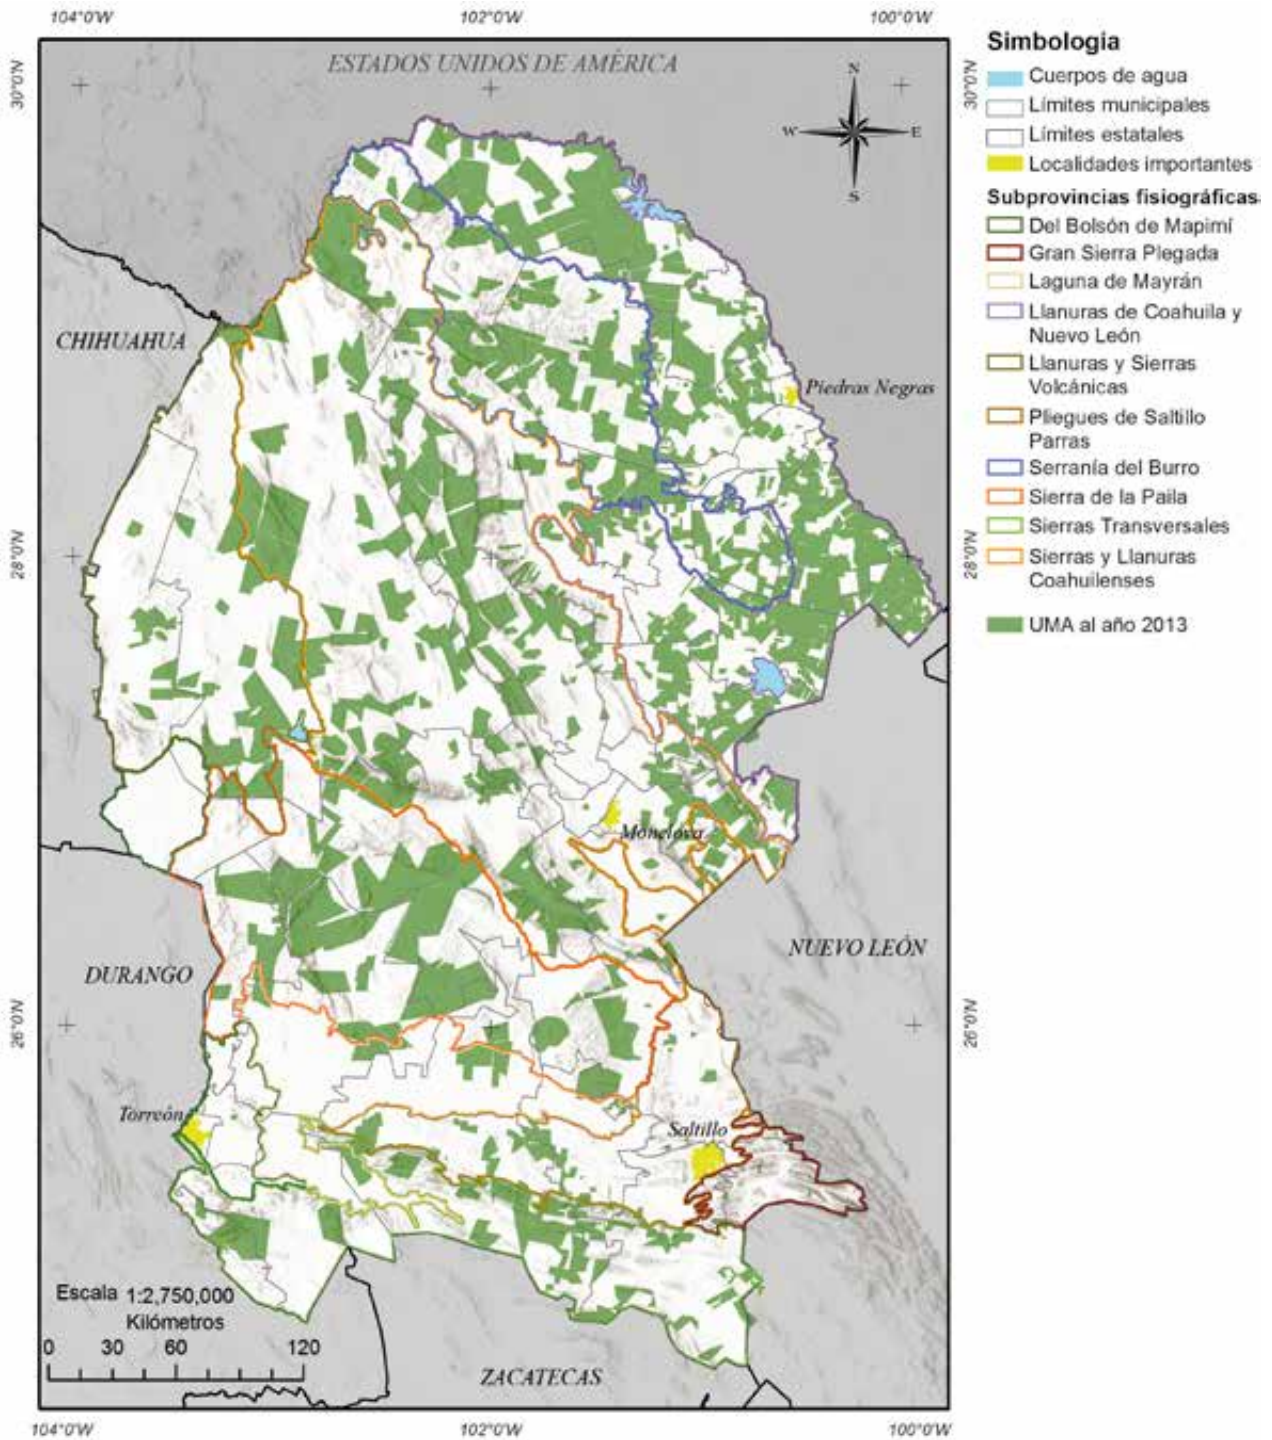 104°0'W 102°0'W 100°0'W
ESTADOS UNIDOS DE AMÉRICA
30°0'N
30°0'N
N
W E
S
CHIHUAHUA
Piedras Negras
28°0'N
28°0'N
Monclova
DURANGO
NUEVO LEÓN
26°0'N
26°0'N
Torreón
Saltillo
Escala 1:2,750,000
Kilómetros
0 30 60 120
ZACATECAS
104°0'W 102°0'W 100°0'W
Simbologia
Cuerpos de agua
Límites municipales
Límites estatales
Localidades importantes
Subprovincias fisiográficas
Del Bolsón de Mapimí
Gran Sierra Plegada
Laguna de Mayrán
Llanuras de Coahuila y
Nuevo León
Llanuras y Sierras
Volcánicas
Pliegues de Saltillo
Parras
Serranía del Burro
Sierra de la Paila
Sierras Transversales
Sierras y Llanuras
Coahuilenses
UMA al año 2013